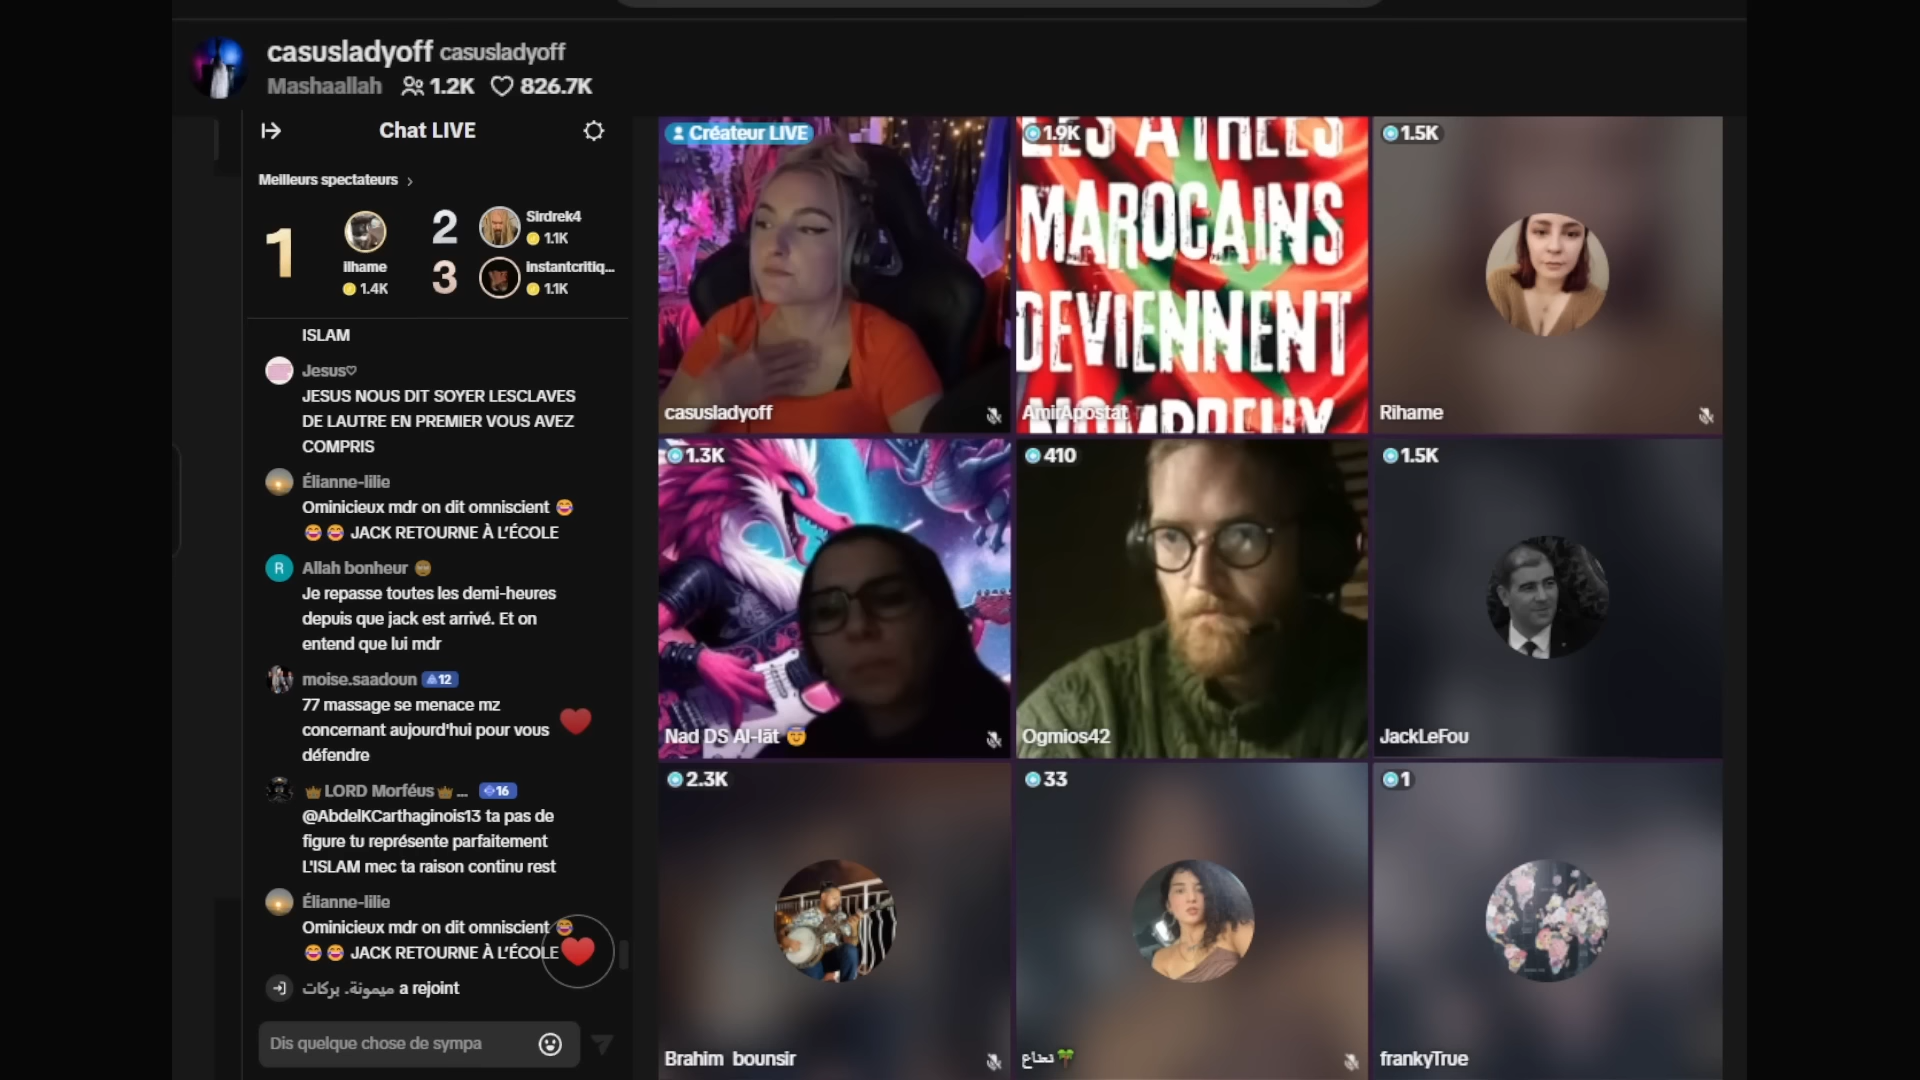 casusladyoff casusladyoff
Mashaallah 1.2K 826.7K
Chat LIVE
Meilleurs spectateurs
1
ilhame
1.4K
2
Sirdrek4
1.1K
3
instantcritiq...
1.1K
ISLAM
Jesus♡
JESUS NOUS DIT SOYER LESCLAVES
DE LAUTRE EN PREMIER VOUS AVEZ
COMPRIS
Élianne-lilie
Ominicieux mdr on dit omniscient 😂
😂 😂 JACK RETOURNE À L'ÉCOLE
R
Allah bonheur
Je repasse toutes les demi-heures
depuis que jack est arrivé. Et on
entend que lui mdr
moise.saadoun 12
77 massage se menace mz
concernant aujourd'hui pour vous
défendre
👑LORD Morféus👑... 16
@AbdelKCarthaginois13 ta pas de
figure tu représente parfaitement
L'ISLAM mec ta raison continu rest
Élianne-lilie
Ominicieux mdr on dit omniscient 😂
😂 😂 JACK RETOURNE À L'ÉCOLE
ميمونة. بركات a rejoint
Dis quelque chose de sympa
Créateur LIVE
casusladyoff
1.9K
LES ATHÉES
MAROCAINS
DEVIENNENT
NOMBREUX
AmirApostat
1.5K
Rihame
1.3K
Nad DS Al-lāt 😇
410
Ogmios42
1.5K
JackLeFou
2.3K
Brahim bounsir
33
نعناع🌴
1
frankyTrue